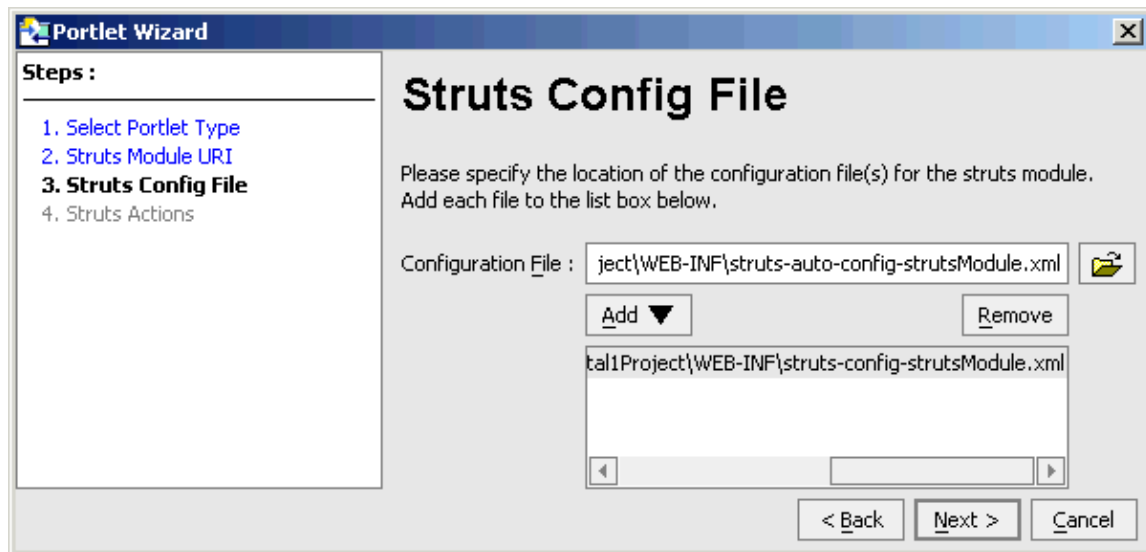 Portlet Wizard
Steps :
1. Select Portlet Type
2. Struts Module URI
3. Struts Config File
4. Struts Actions
Struts Config File
Please specify the location of the configuration file(s) for the struts module.
Add each file to the list box below.
Configuration File : ject\WEB-INF\struts-auto-config-strutsModule.xml
Add Remove
tal1Project\WEB-INF\struts-config-strutsModule.xml
< Back Next > Cancel